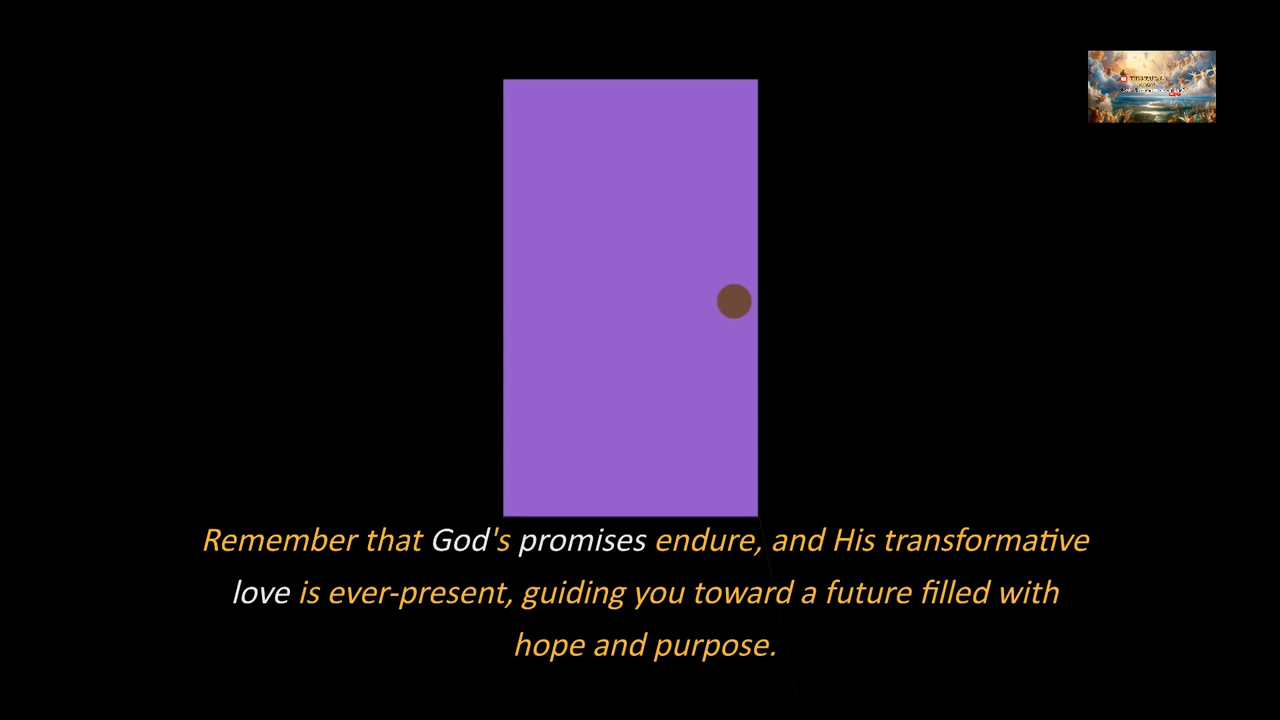 Remember that God's promises endure, and His transformative
love is ever-present, guiding you toward a future filled with
hope and purpose.